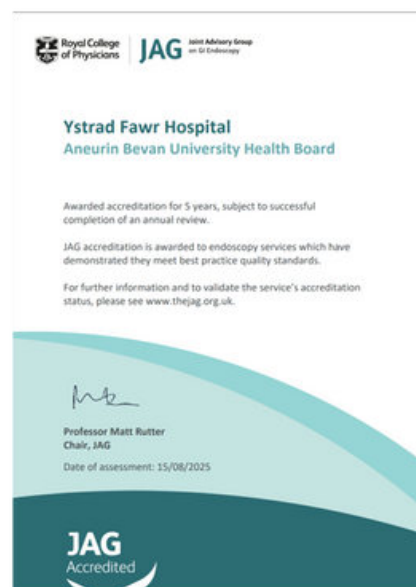 Royal College
of Physicians
JAG
Joint Advisory Group
on GI Endoscopy
Ystrad Fawr Hospital
Aneurin Bevan University Health Board
Awarded accreditation for 5 years, subject to successful
completion of an annual review.
JAG accreditation is awarded to endoscopy services which have
demonstrated they meet best practice quality standards.
For further information and to validate the service's accreditation
status, please see www.thejag.org.uk.
Professor Matt Rutter
Chair, JAG
Date of assessment: 15/08/2025
JAG
Accredited